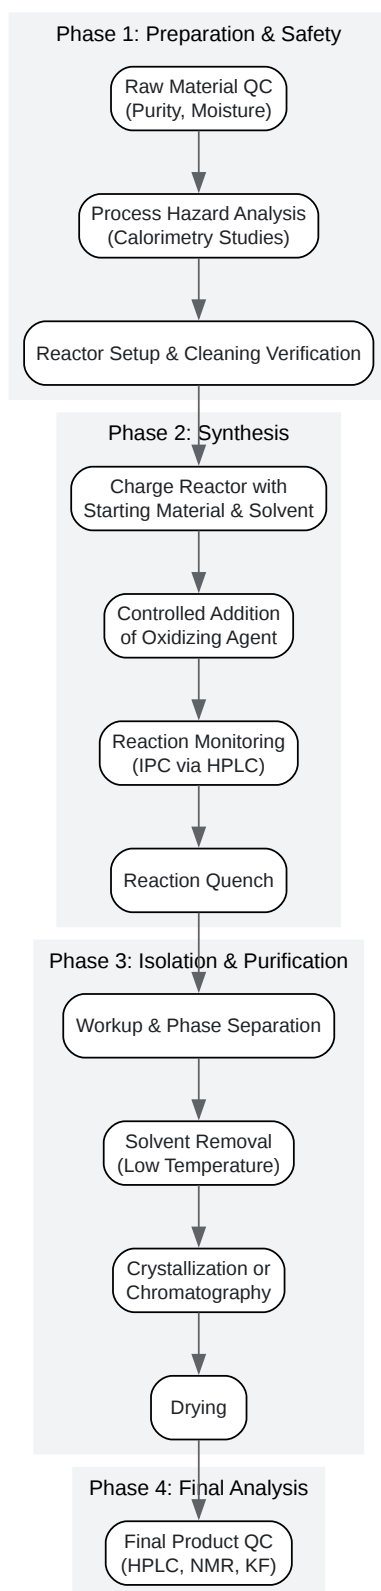 Phase 1: Preparation & Safety
Raw Material QC
(Purity, Moisture)
Process Hazard Analysis
(Calorimetry Studies)
Reactor Setup & Cleaning Verification
Phase 2: Synthesis
Charge Reactor with
Starting Material & Solvent
Controlled Addition
of Oxidizing Agent
Reaction Monitoring
(IPC via HPLC)
Reaction Quench
Phase 3: Isolation & Purification
Workup & Phase Separation
Solvent Removal
(Low Temperature)
Crystallization or
Chromatography
Drying
Phase 4: Final Analysis
Final Product QC
(HPLC, NMR, KF)